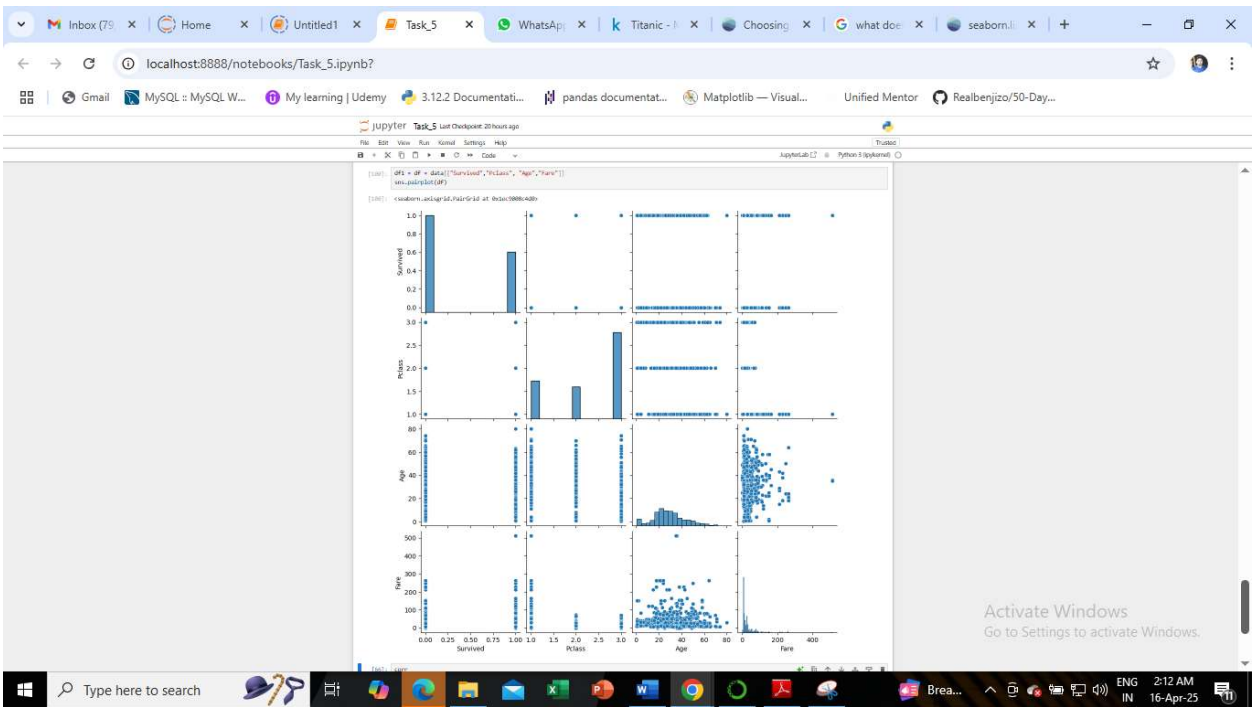 Inbox (79,
Home
Untitled1
Task_5
WhatsAp
Titanic -
Choosing
what doe
seaborn.l
localhost:8888/notebooks/Task_5.ipynb?
Gmail
MySQL :: MySQL W...
My learning | Udemy
3.12.2 Documentati...
pandas documentat...
Matplotlib — Visual...
Unified Mentor
Realbenjizo/50-Day...
jupyter Task_5 Last Checkpoint: 20 hours ago
File Edit View Run Kernel Settings Help
Trusted
Code
JupyterLab
Python 3 (ipykernel)
df1 = df = data[["Survived","Pclass", "Age","Fare"]]
sns.pairplot(df)
1.0
0.8
0.6
0.4
0.2
0.0
Survived
3.0
2.5
2.0
1.5
1.0
Pclass
80
60
40
20
0
Age
500
400
300
200
100
0
Fare
0.00 0.25 0.50 0.75 1.00
1.0 1.5 2.0 2.5 3.0
0 20 40 60 80
0 200 400
Survived
Pclass
Age
Fare
Activate Windows
Go to Settings to activate Windows.
Type here to search
Brea...
ENG
IN
2:12 AM
16-Apr-25